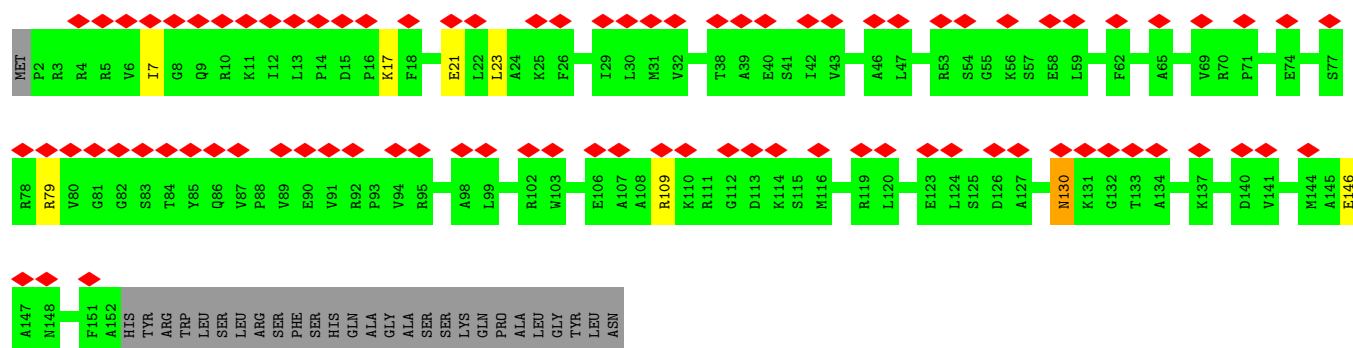 MET P2 R3 R4 R5 V6 I7 G8 Q9 R10 K11 I12 L13 P14 D15 P16 K17 F18 E21 L22 L23 A24 K25 F26 I29 L30 M31 V32 T38 A39 E40 S41 I42 V43 A46 L47 R53 S54 G55 K56 S57 E58 L59 F62 A65 V69 R70 P71 E74 S77
R78 R79 V80 G81 G82 S83 T84 Y85 Q86 V87 P88 V89 E90 V91 R92 P93 V94 R95 A98 L99 R102 W103 E106 A107 A108 R109 K110 R111 G112 D113 K114 S115 M116 R119 L120 E123 L124 S125 D126 A127 N130 K131 G132 T133 A134 K137 D140 V141 M144 A145 E146
A147 N148 F151 A152 HIS TYR ARG TRP LEU SER LEU ARG SER PHE SER HIS GLN ALA GLY ALA SER SER LYS GLN PRO ALA LEU GLY TYR LEU ASN